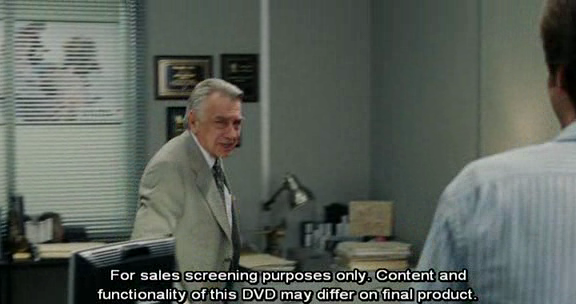 For sales screening purposes only. Content and
functionality of this DVD may differ on final product.